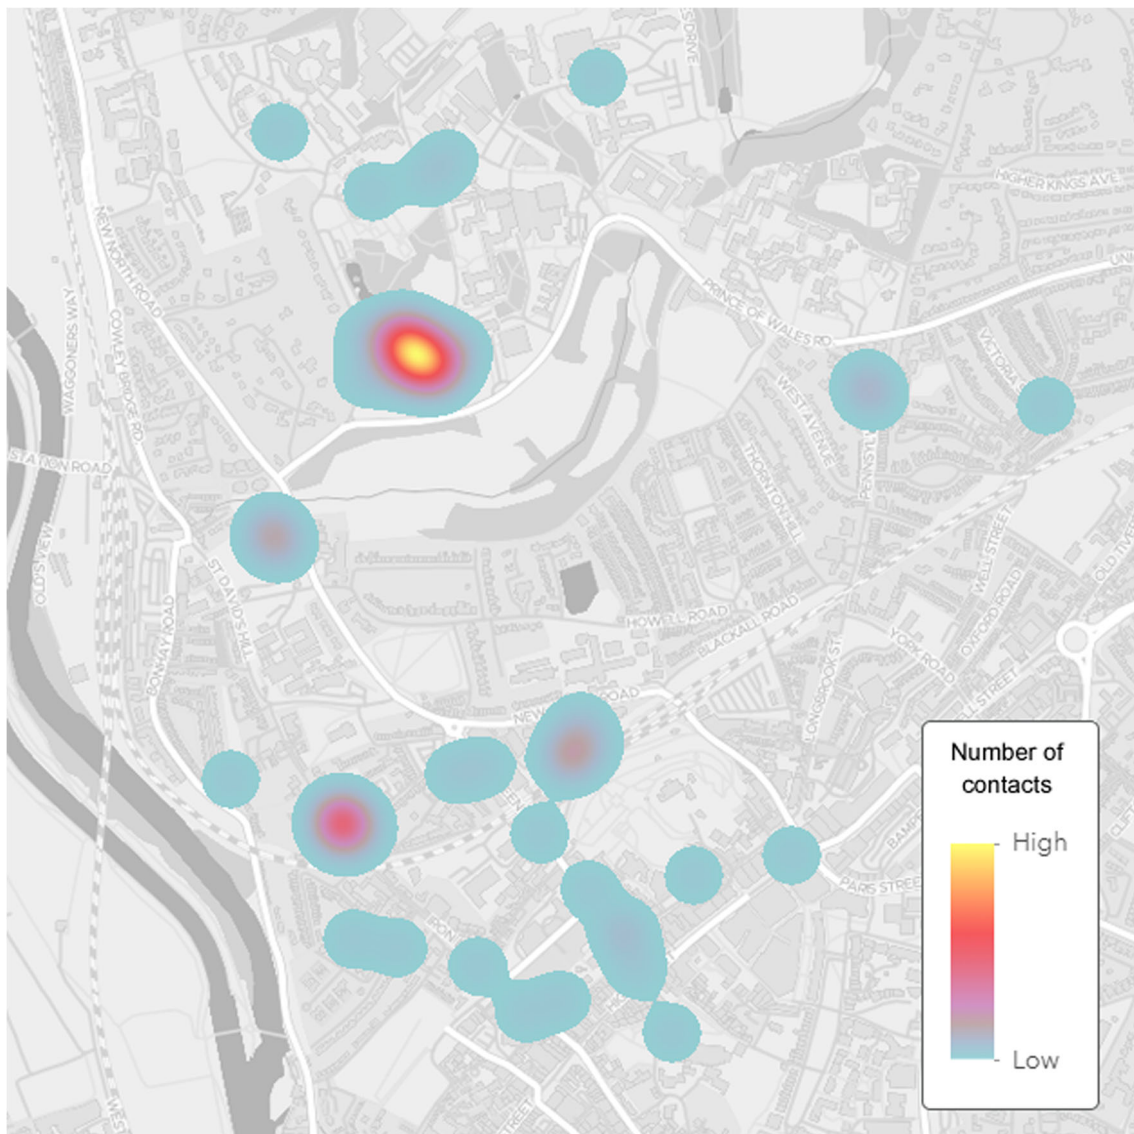 HIGHER KINGS AVE
NEW NORTH ROAD
WAGGONERS WAY
COWLEY BRIDGE RD
PRINCE OF WALES RD
VICTORIA
WEST AVENUE
STATION ROAD
THORNTON HILL
OLD'S VIEW
WELL STREET
ST DAVID'S HILL
HOWELL ROAD
BLACKALL ROAD
OXFORD ROAD
YORK ROAD
BONHAY ROAD
LONGBROOK ST
NEW
ROAD
PARIS STREET
IRON
STREET
Number of
contacts
High
Low